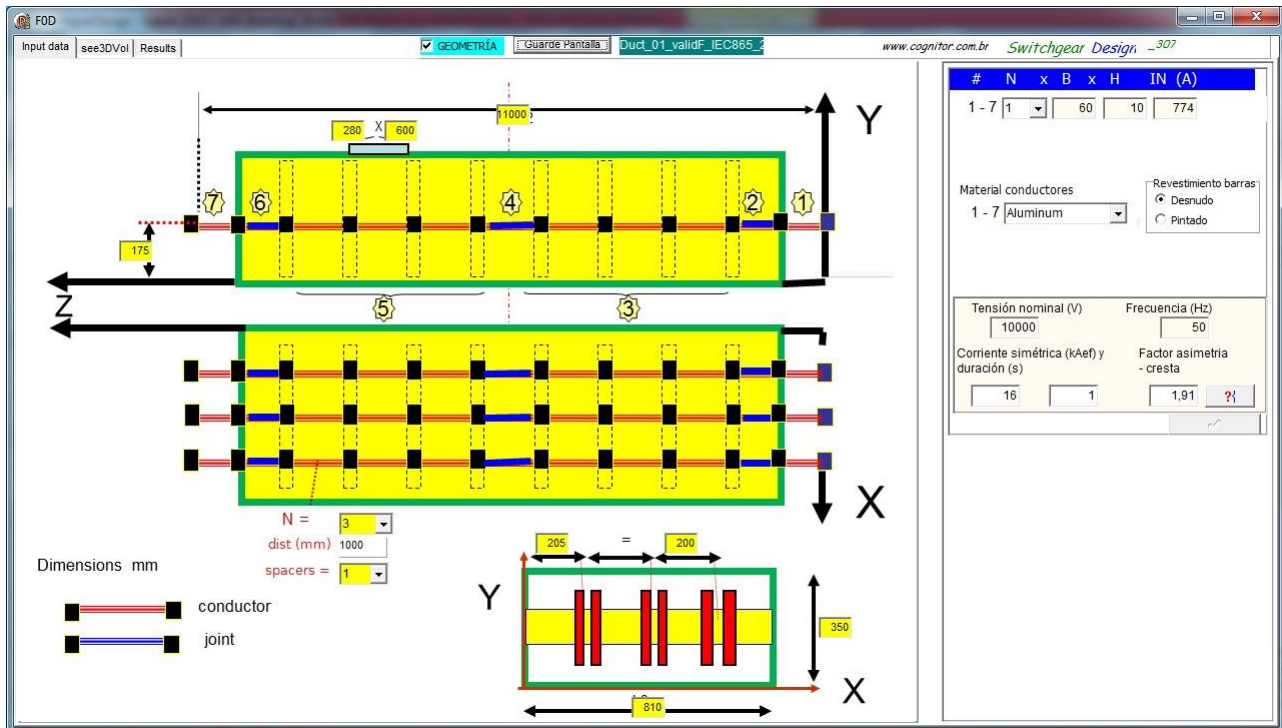 F0D
Input data see3DVol Results
GEOMETRÍA Guarde Pantalla Duct_01_validF_IEC865_2 www.cognitor.com.br Switchgear Design _307
11000
Y
280 X 600
7 6 4 2 1
175
Z
5 3
X
N = 3
dist (mm) 1000
spacers = 1
Dimensions mm
conductor
joint
205 = 200
Y
350
X
810
# N x B x H IN (A)
1 - 7 1 60 10 774
Material conductores
1 - 7 Aluminum
Revestimiento barras
Desnudo
Pintado
Tensión nominal (V) Frecuencia (Hz)
10000 50
Corriente simétrica (kAef) y duración (s)
Factor asimetria - cresta
16 1 1,91 ?{